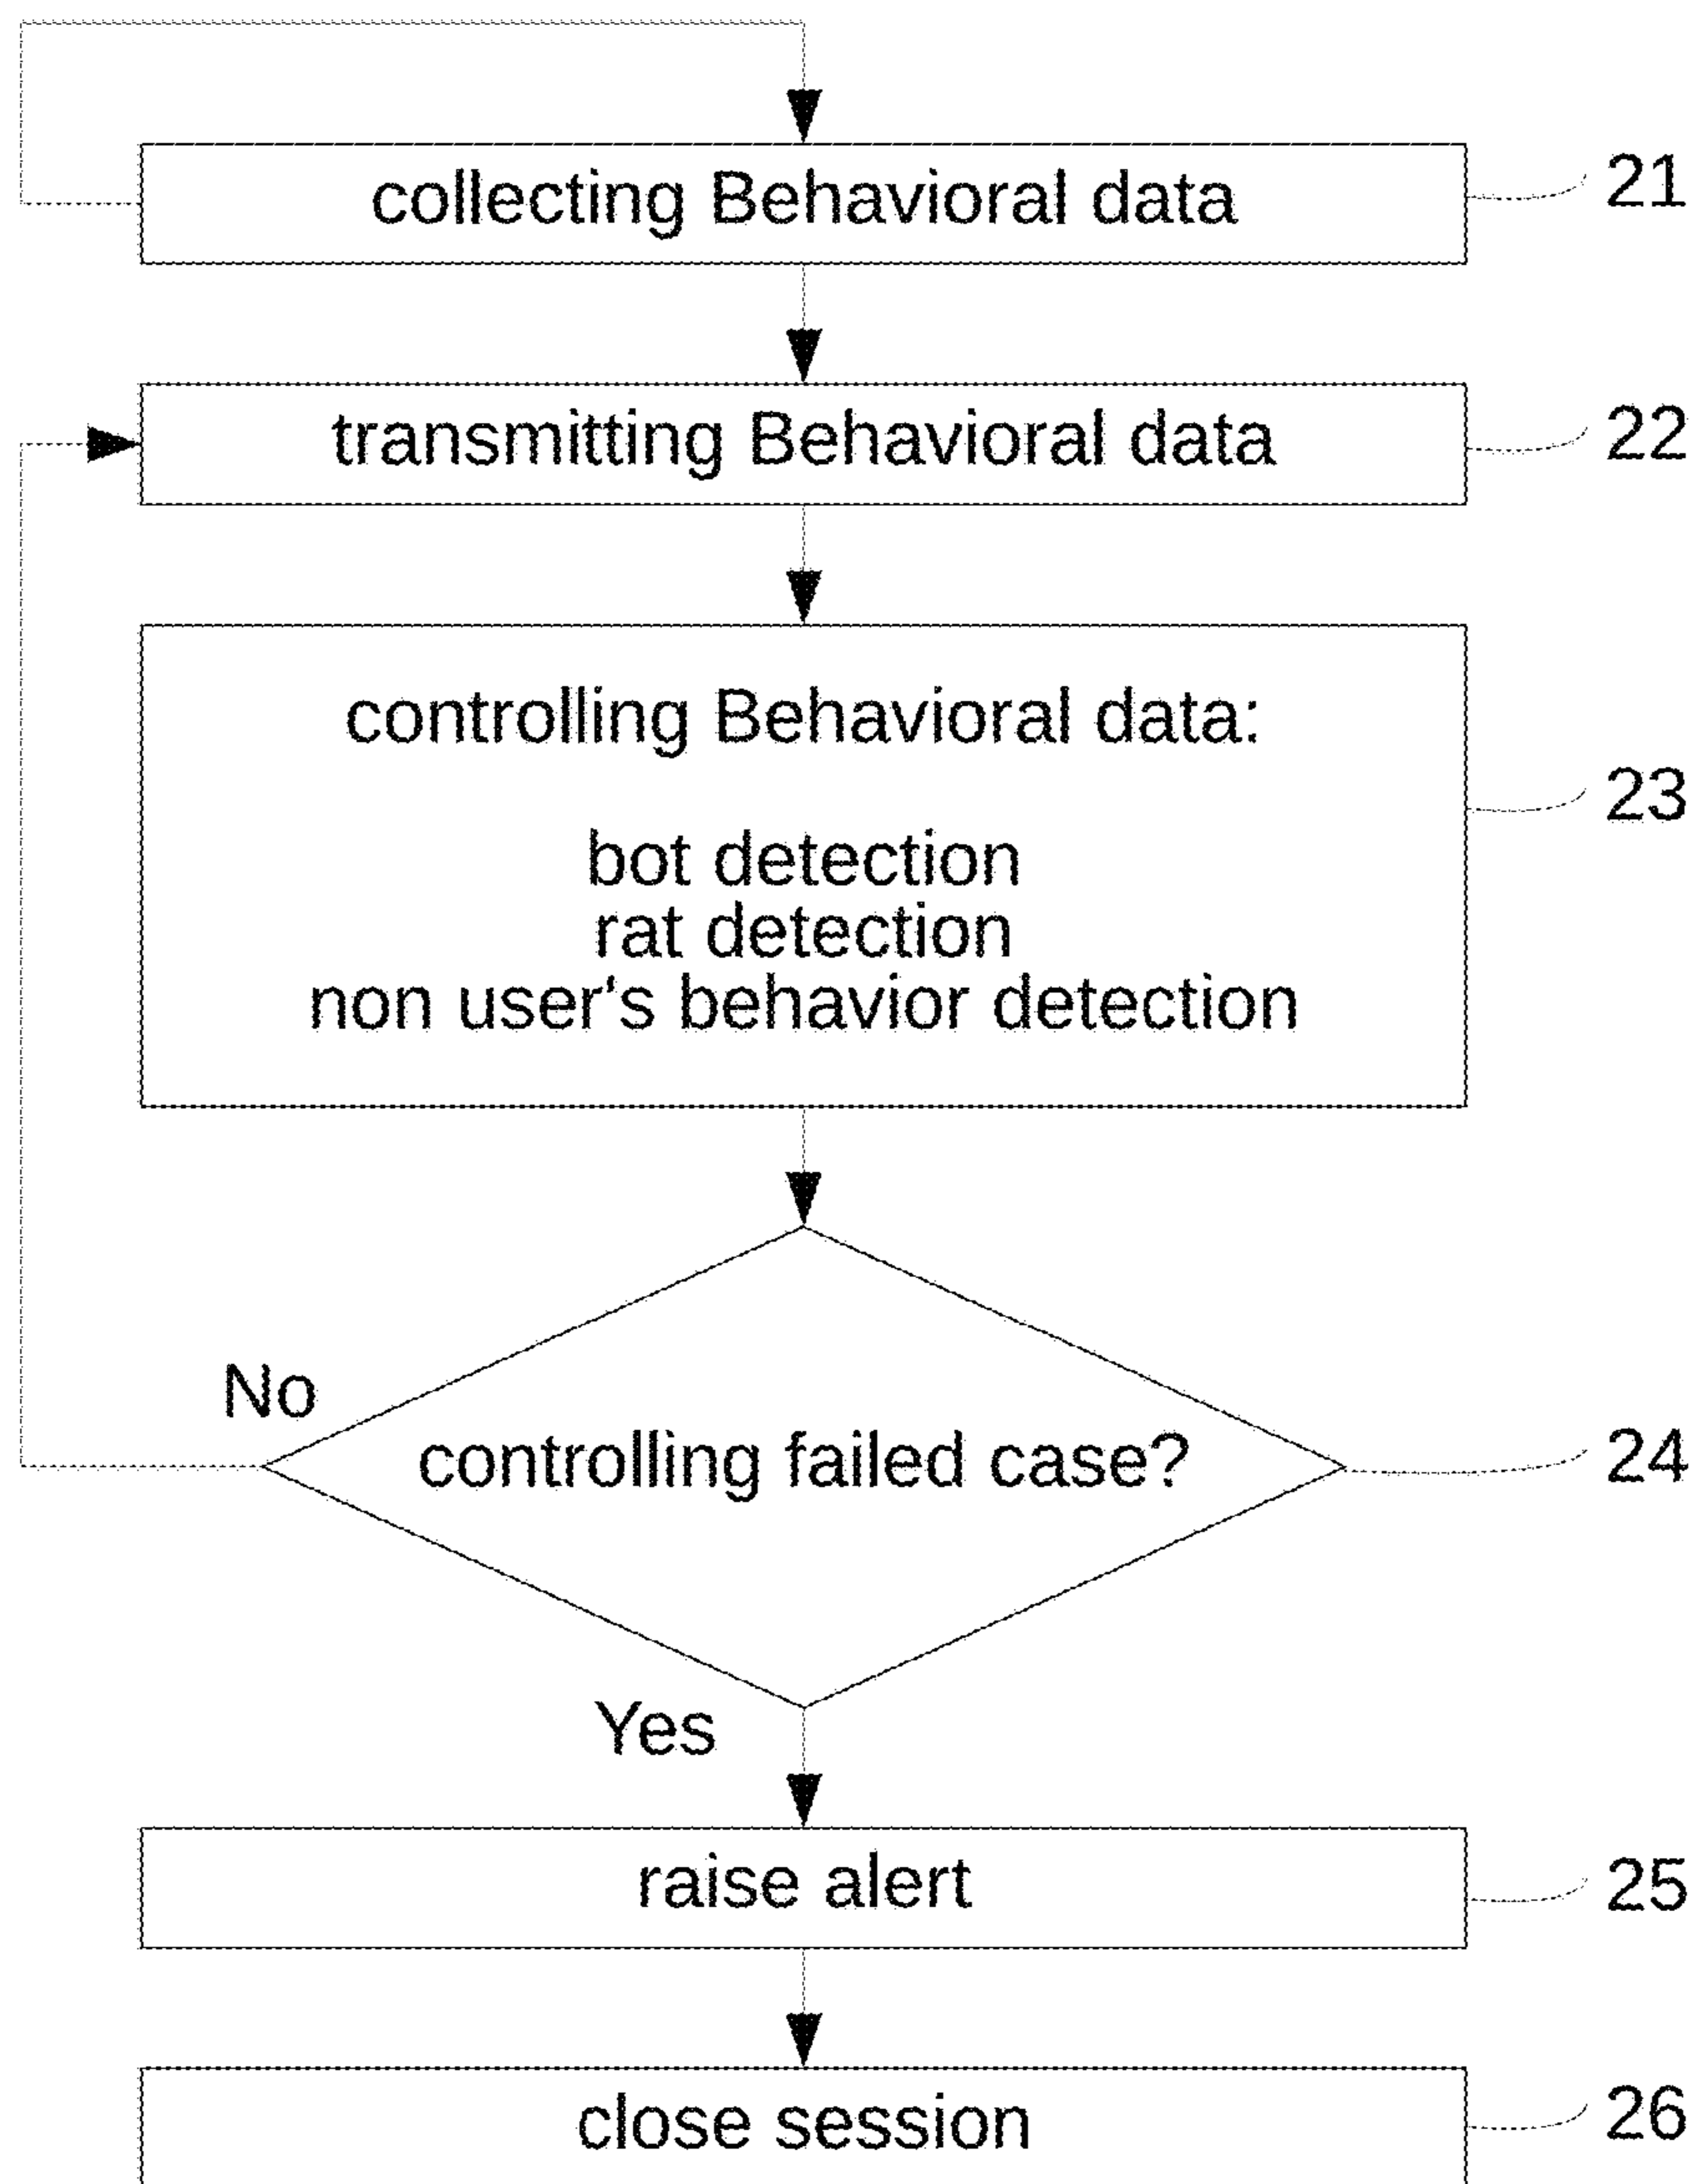 collecting Behavioral data
21
transmitting Behavioral data
22
controlling Behavioral data:
23
bot detection
rat detection
non user's behavior detection
No
controlling failed case?
24
Yes
raise alert
25
close session
26